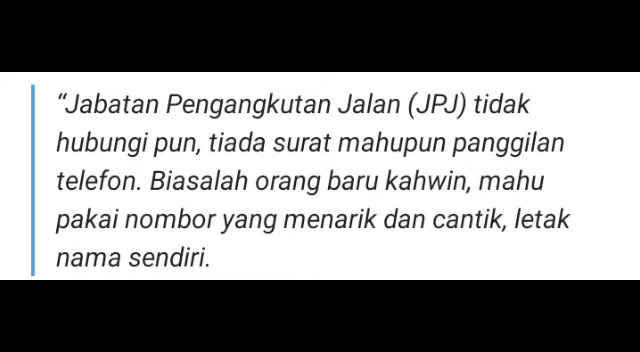 “Jabatan Pengangkutan Jalan (JPJ) tidak
hubungi pun, tiada surat mahupun panggilan
telefon. Biasalah orang baru kahwin, mahu
pakai nombor yang menarik dan cantik, letak
nama sendiri.